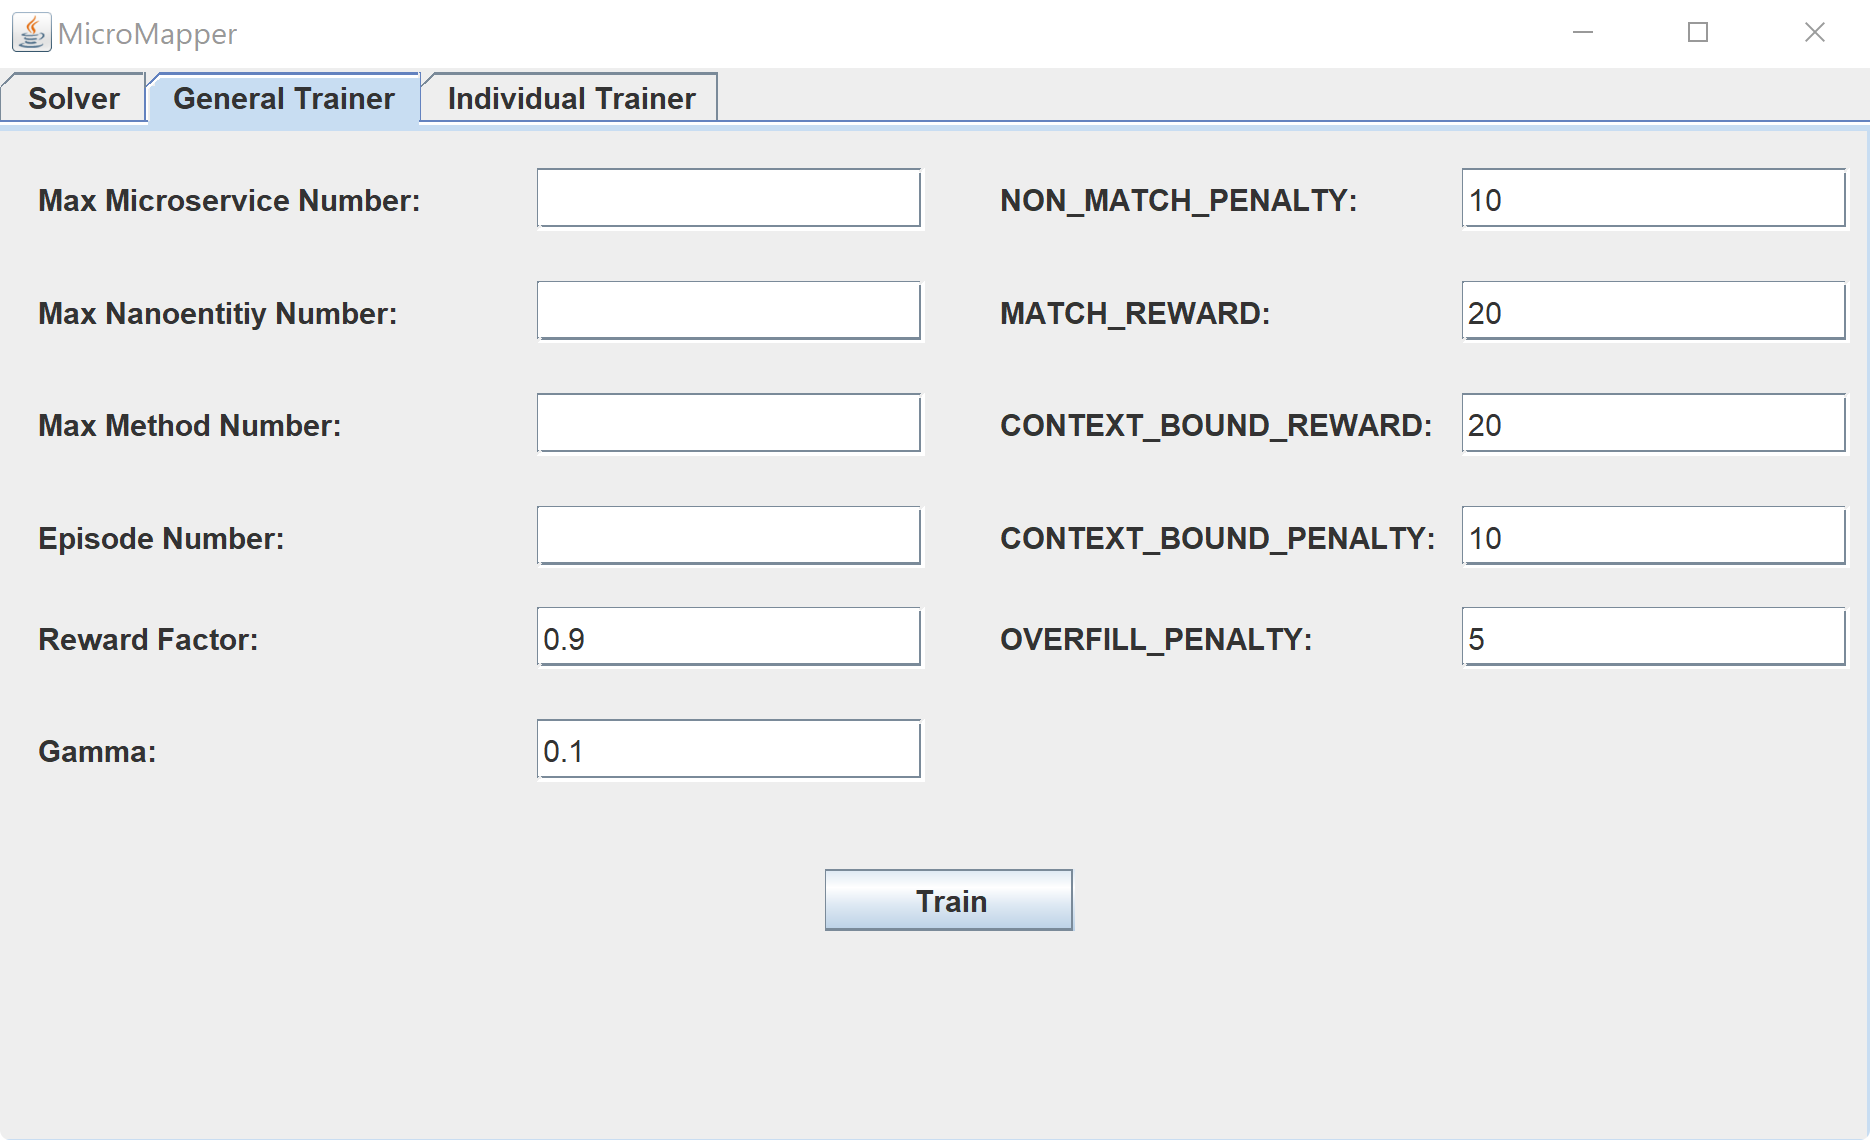 MicroMapper
Solver General Trainer Individual Trainer
Max Microservice Number: NON_MATCH_PENALTY: 10
Max Nanoentitiy Number: MATCH_REWARD: 20
Max Method Number: CONTEXT_BOUND_REWARD: 20
Episode Number: CONTEXT_BOUND_PENALTY: 10
Reward Factor: 0.9 OVERFILL_PENALTY: 5
Gamma: 0.1
Train